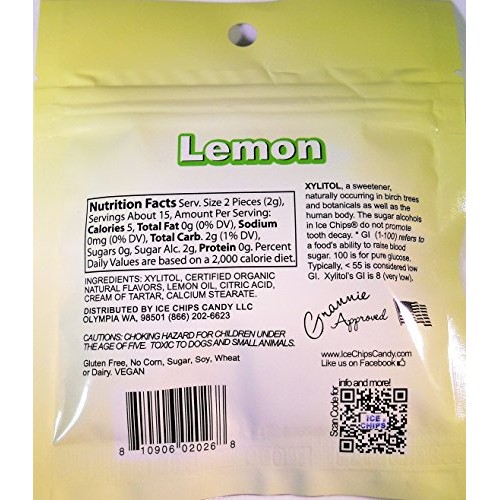 Lemon
Nutrition Facts Serv. Size 2 Pieces (2g),
Servings About 15, Amount Per Serving:
Calories 5, Total Fat 0g (0% DV), Sodium
0mg (0% DV), Total Carb. 2g (1% DV),
Sugars 0g, Sugar Alc. 2g, Protein 0g, Percent
Daily Values are based on a 2,000 calorie diet.
INGREDIENTS: XYLITOL, CERTIFIED ORGANIC
NATURAL FLAVORS, LEMON OIL, CITRIC ACID,
CREAM OF TARTAR, CALCIUM STEARATE.
DISTRIBUTED BY ICE CHIPS CANDY LLC
OLYMPIA WA, 98501 (866) 202-6623
CAUTIONS: CHOKING HAZARD FOR CHILDREN UNDER
THE AGE OF FIVE. TOXIC TO DOGS AND SMALL ANIMALS.
Gluten Free, No Corn, Sugar, Soy, Wheat
or Dairy. VEGAN
8 10906 02026 8
XYLITOL, a sweetener,
naturally occurring in birch trees
and botanicals as well as the
human body. The sugar alcohols
in Ice Chips® do not promote
tooth decay. * GI (1-100) refers to
a food's ability to raise blood
sugar. 100 is for pure glucose.
Typically, < 55 is considered low
GI. Xylitol's GI is 8 (very low).
Grannie
Approved
www.IceChipsCandy.com
Like us on Facebook
info and more!
Scan Code for
ICE
CHIPS